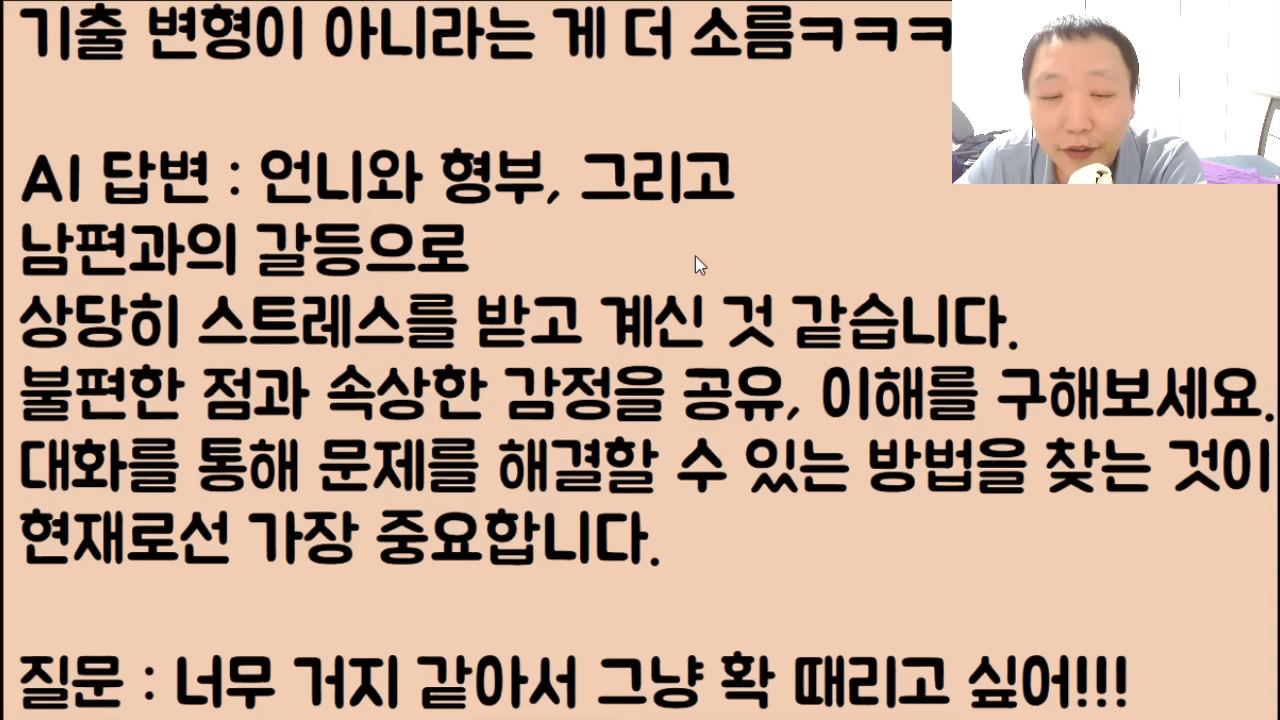 기출 변형이 아니라는 게 더 소름ㅋㅋㅋ
AI 답변 : 언니와 형부, 그리고
남편과의 갈등으로
상당히 스트레스를 받고 계신 것 같습니다.
불편한 점과 속상한 감정을 공유, 이해를 구해보세요.
대화를 통해 문제를 해결할 수 있는 방법을 찾는 것이
현재로선 가장 중요합니다.
질문 : 너무 거지 같아서 그냥 확 때리고 싶어!!!